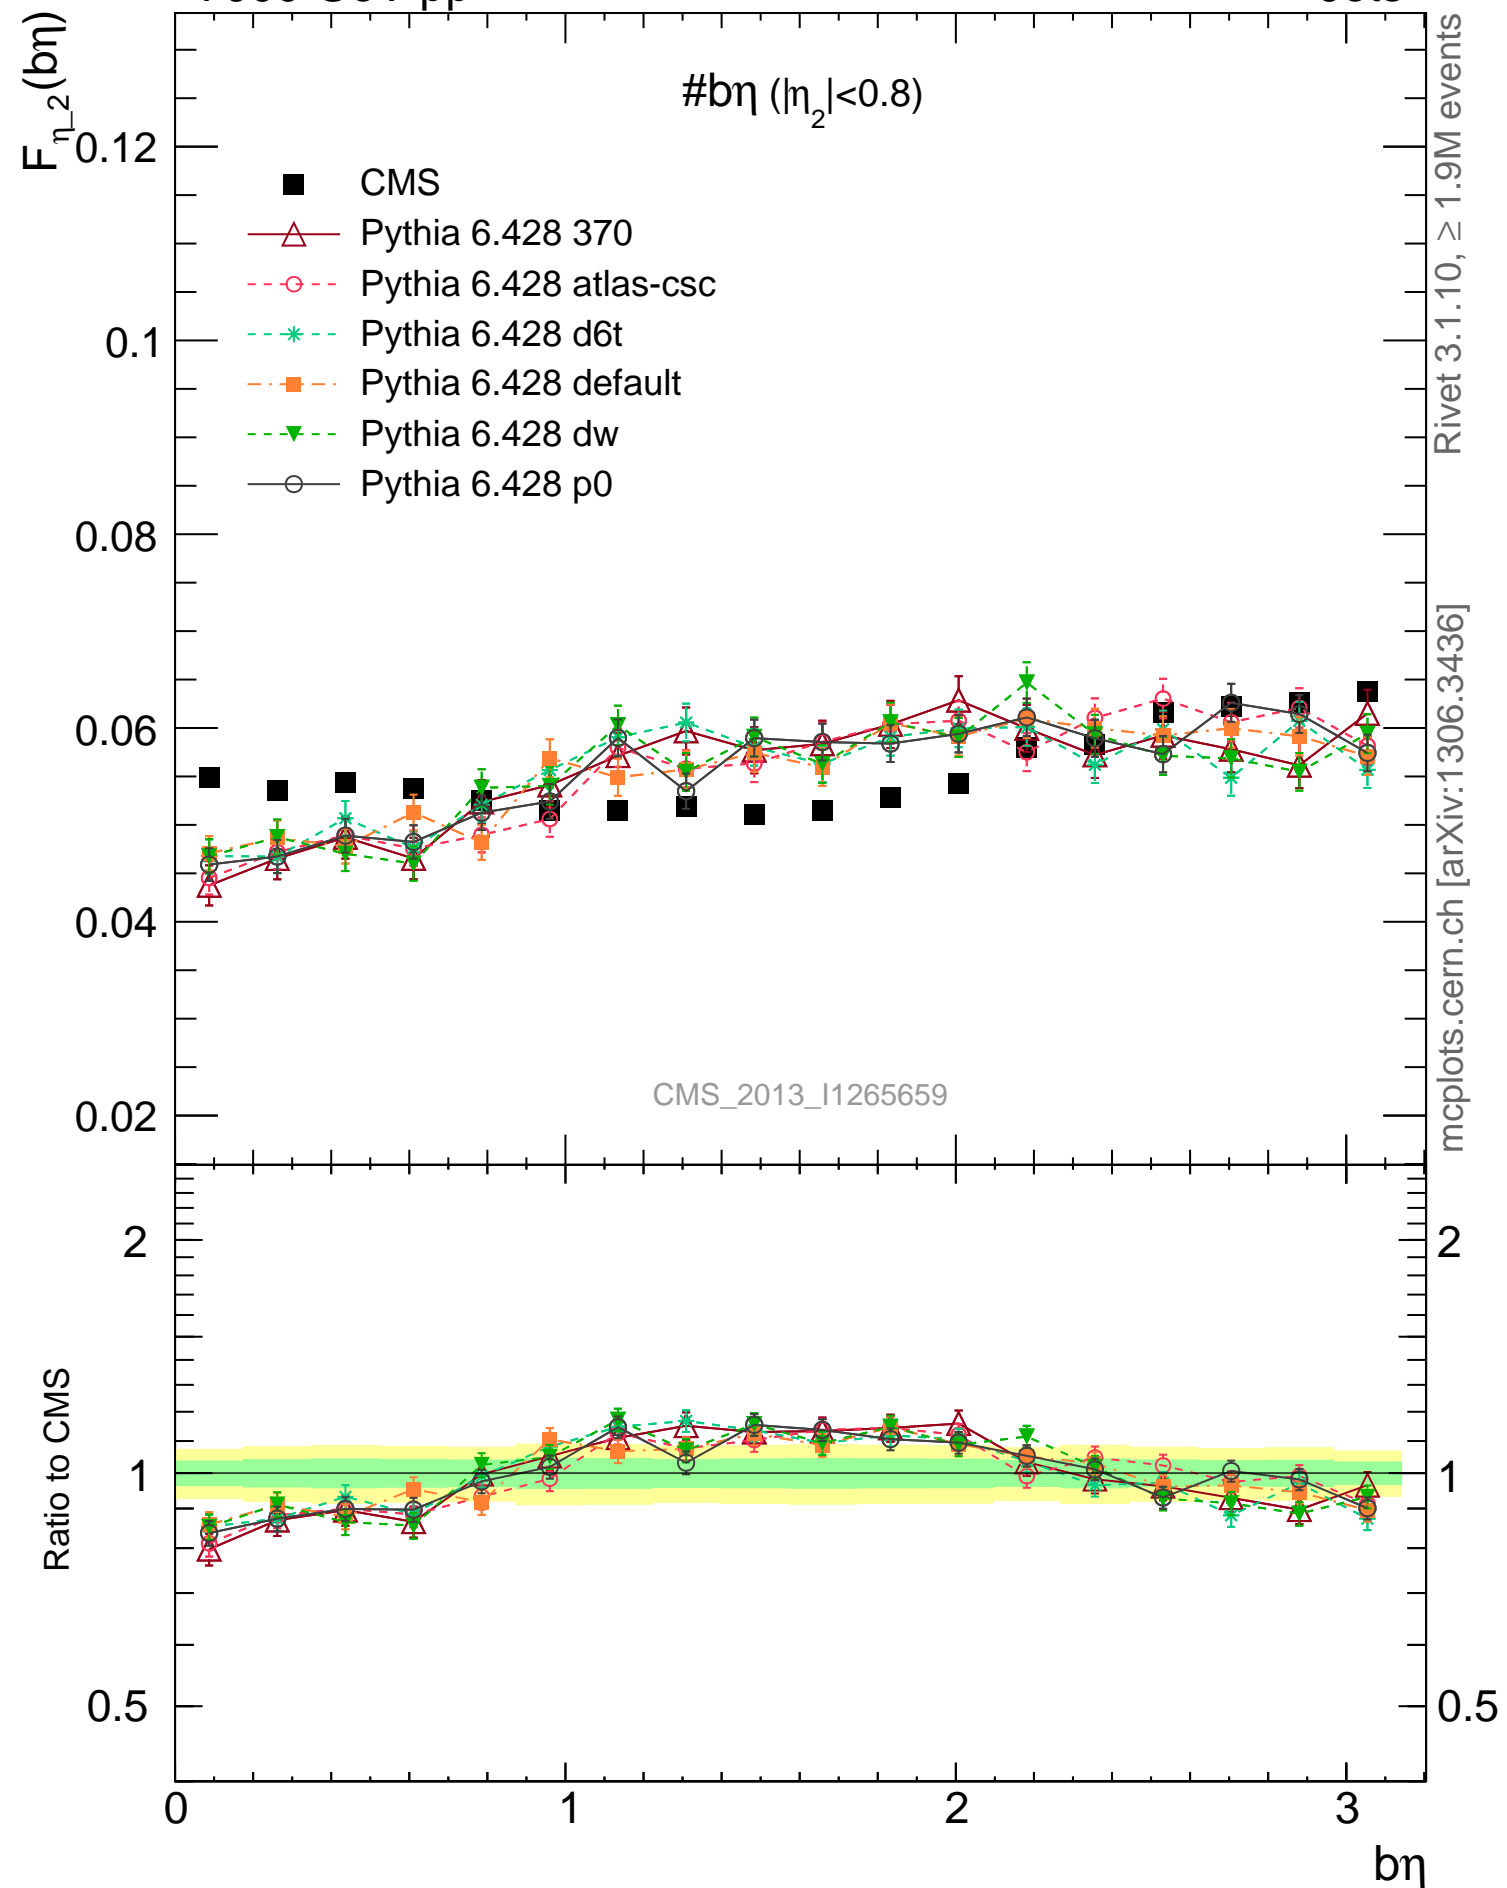 F_η_2(bη)
#bη (|η_2|<0.8)
CMS
Pythia 6.428 370
Pythia 6.428 atlas-csc
Pythia 6.428 d6t
Pythia 6.428 default
Pythia 6.428 dw
Pythia 6.428 p0
0.12
0.1
0.08
0.06
0.04
0.02
CMS_2013_I1265659
Rivet 3.1.10, ≥ 1.9M events
mcplots.cern.ch [arXiv:1306.3436]
Ratio to CMS
2
1
0.5
2
1
0.5
0
1
2
3
bη